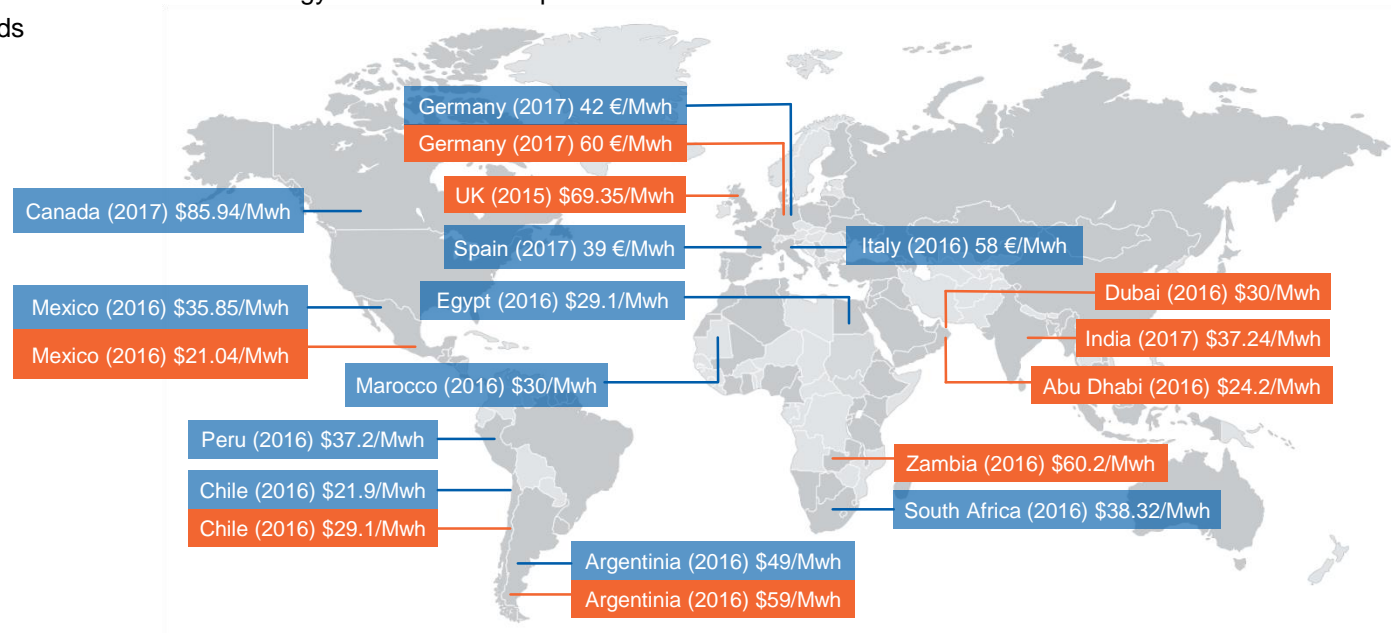 ds
Germany (2017) 42 €/Mwh
Germany (2017) 60 €/Mwh
UK (2015) $69.35/Mwh
Canada (2017) $85.94/Mwh
Spain (2017) 39 €/Mwh
Italy (2016) 58 €/Mwh
Egypt (2016) $29.1/Mwh
Dubai (2016) $30/Mwh
Mexico (2016) $35.85/Mwh
India (2017) $37.24/Mwh
Mexico (2016) $21.04/Mwh
Marocco (2016) $30/Mwh
Abu Dhabi (2016) $24.2/Mwh
Peru (2016) $37.2/Mwh
Zambia (2016) $60.2/Mwh
Chile (2016) $21.9/Mwh
South Africa (2016) $38.32/Mwh
Chile (2016) $29.1/Mwh
Argentinia (2016) $49/Mwh
Argentinia (2016) $59/Mwh